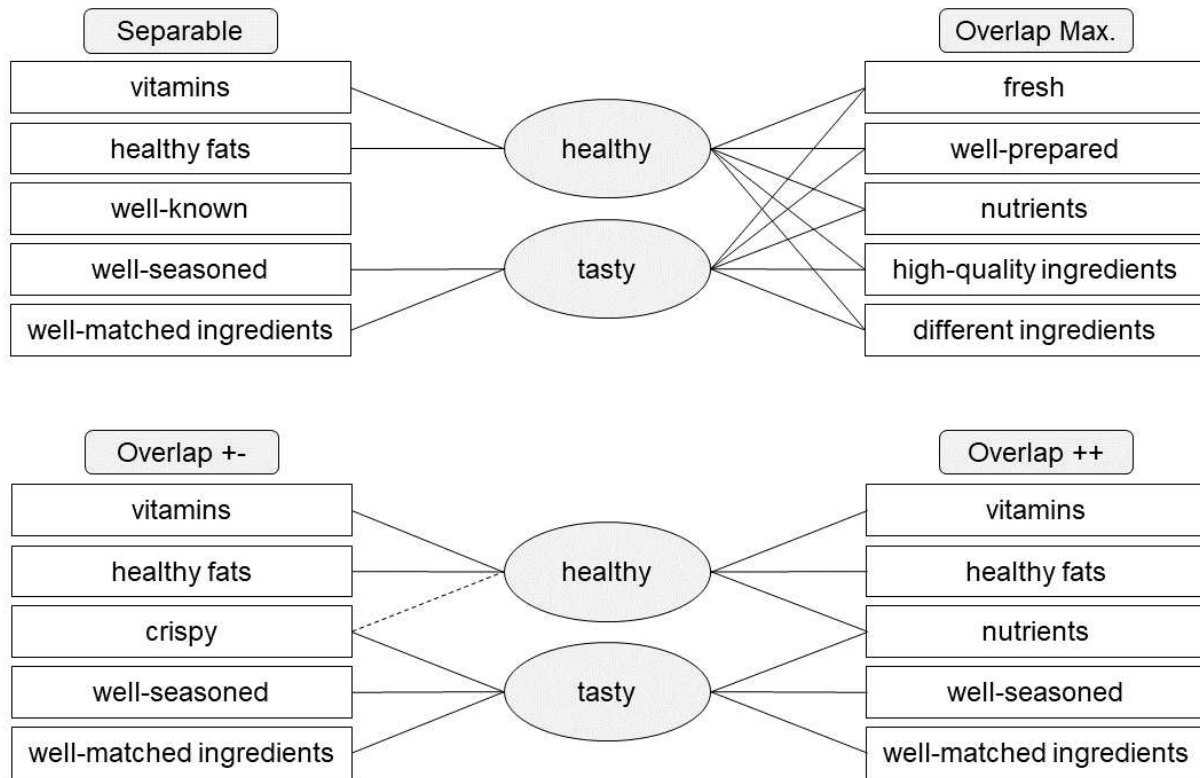 Separable
vitamins
healthy fats
well-known
well-seasoned
well-matched ingredients
healthy
tasty
Overlap Max.
fresh
well-prepared
nutrients
high-quality ingredients
different ingredients
Overlap +-
vitamins
healthy fats
crispy
well-seasoned
well-matched ingredients
healthy
tasty
Overlap ++
vitamins
healthy fats
nutrients
well-seasoned
well-matched ingredients